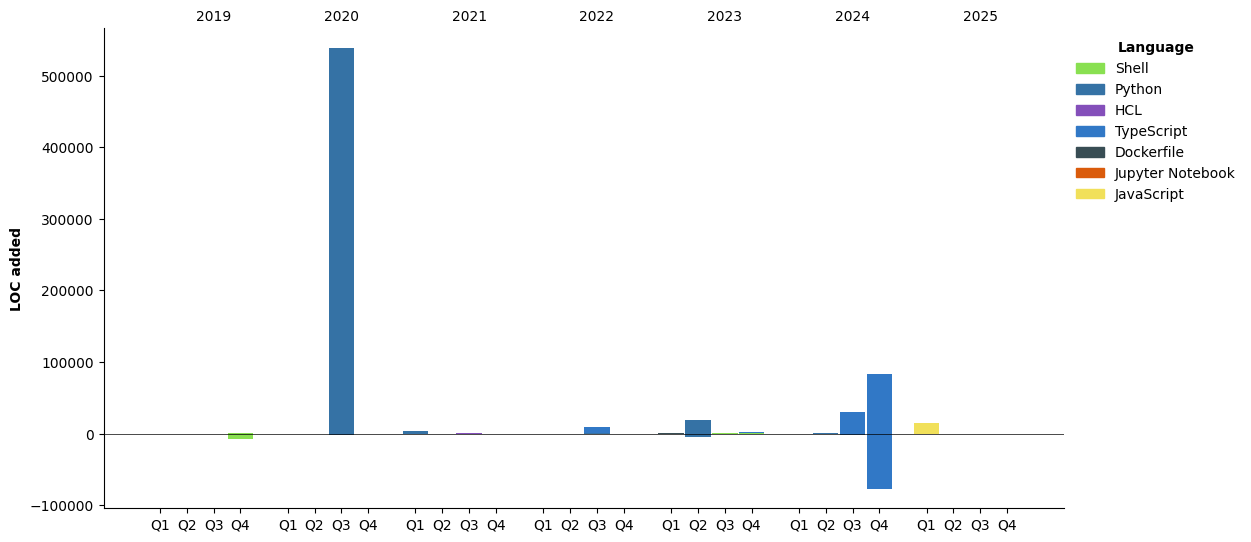 2019 2020 2021 2022 2023 2024 2025
Language
Shell
Python
HCL
TypeScript
Dockerfile
Jupyter Notebook
JavaScript
LOC added
500000
400000
300000
200000
100000
0
−100000
Q1 Q2 Q3 Q4 Q1 Q2 Q3 Q4 Q1 Q2 Q3 Q4 Q1 Q2 Q3 Q4 Q1 Q2 Q3 Q4 Q1 Q2 Q3 Q4 Q1 Q2 Q3 Q4